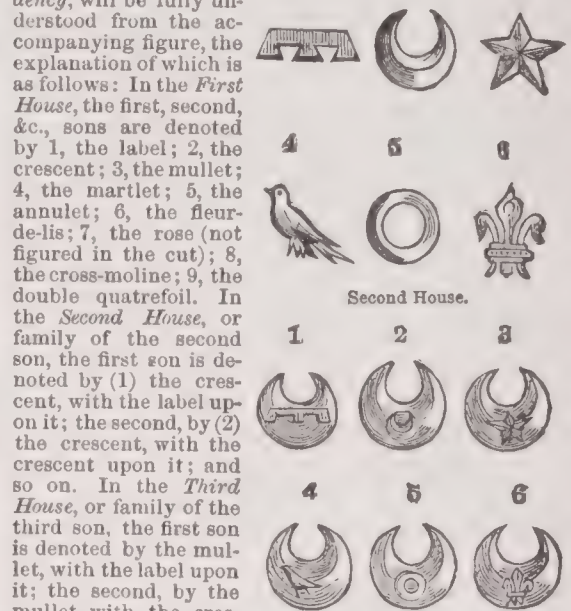 dency, will be fully un-
derstood from the ac-
companying figure, the
explanation of which is
as follows: In the First
House, the first, second,
&c., sons are denoted
by 1, the label; 2, the
crescent; 3, the mullet;
4, the martlet; 5, the
annulet; 6, the fleur-
de-lis; 7, the rose (not
figured in the cut); 8,
the cross-moline; 9, the
double quatrefoil. In
the Second House, or
family of the second
son, the first son is de-
noted by (1) the cres-
cent, with the label up-
on it; the second, by (2)
the crescent, with the
crescent upon it; and
so on. In the Third
House, or family of the
third son, the first son
is denoted by the mul-
let, with the label upon
it; the second, by the
mullet with the cres-
4 5 6
Second House.
1 2 3
4 5 6